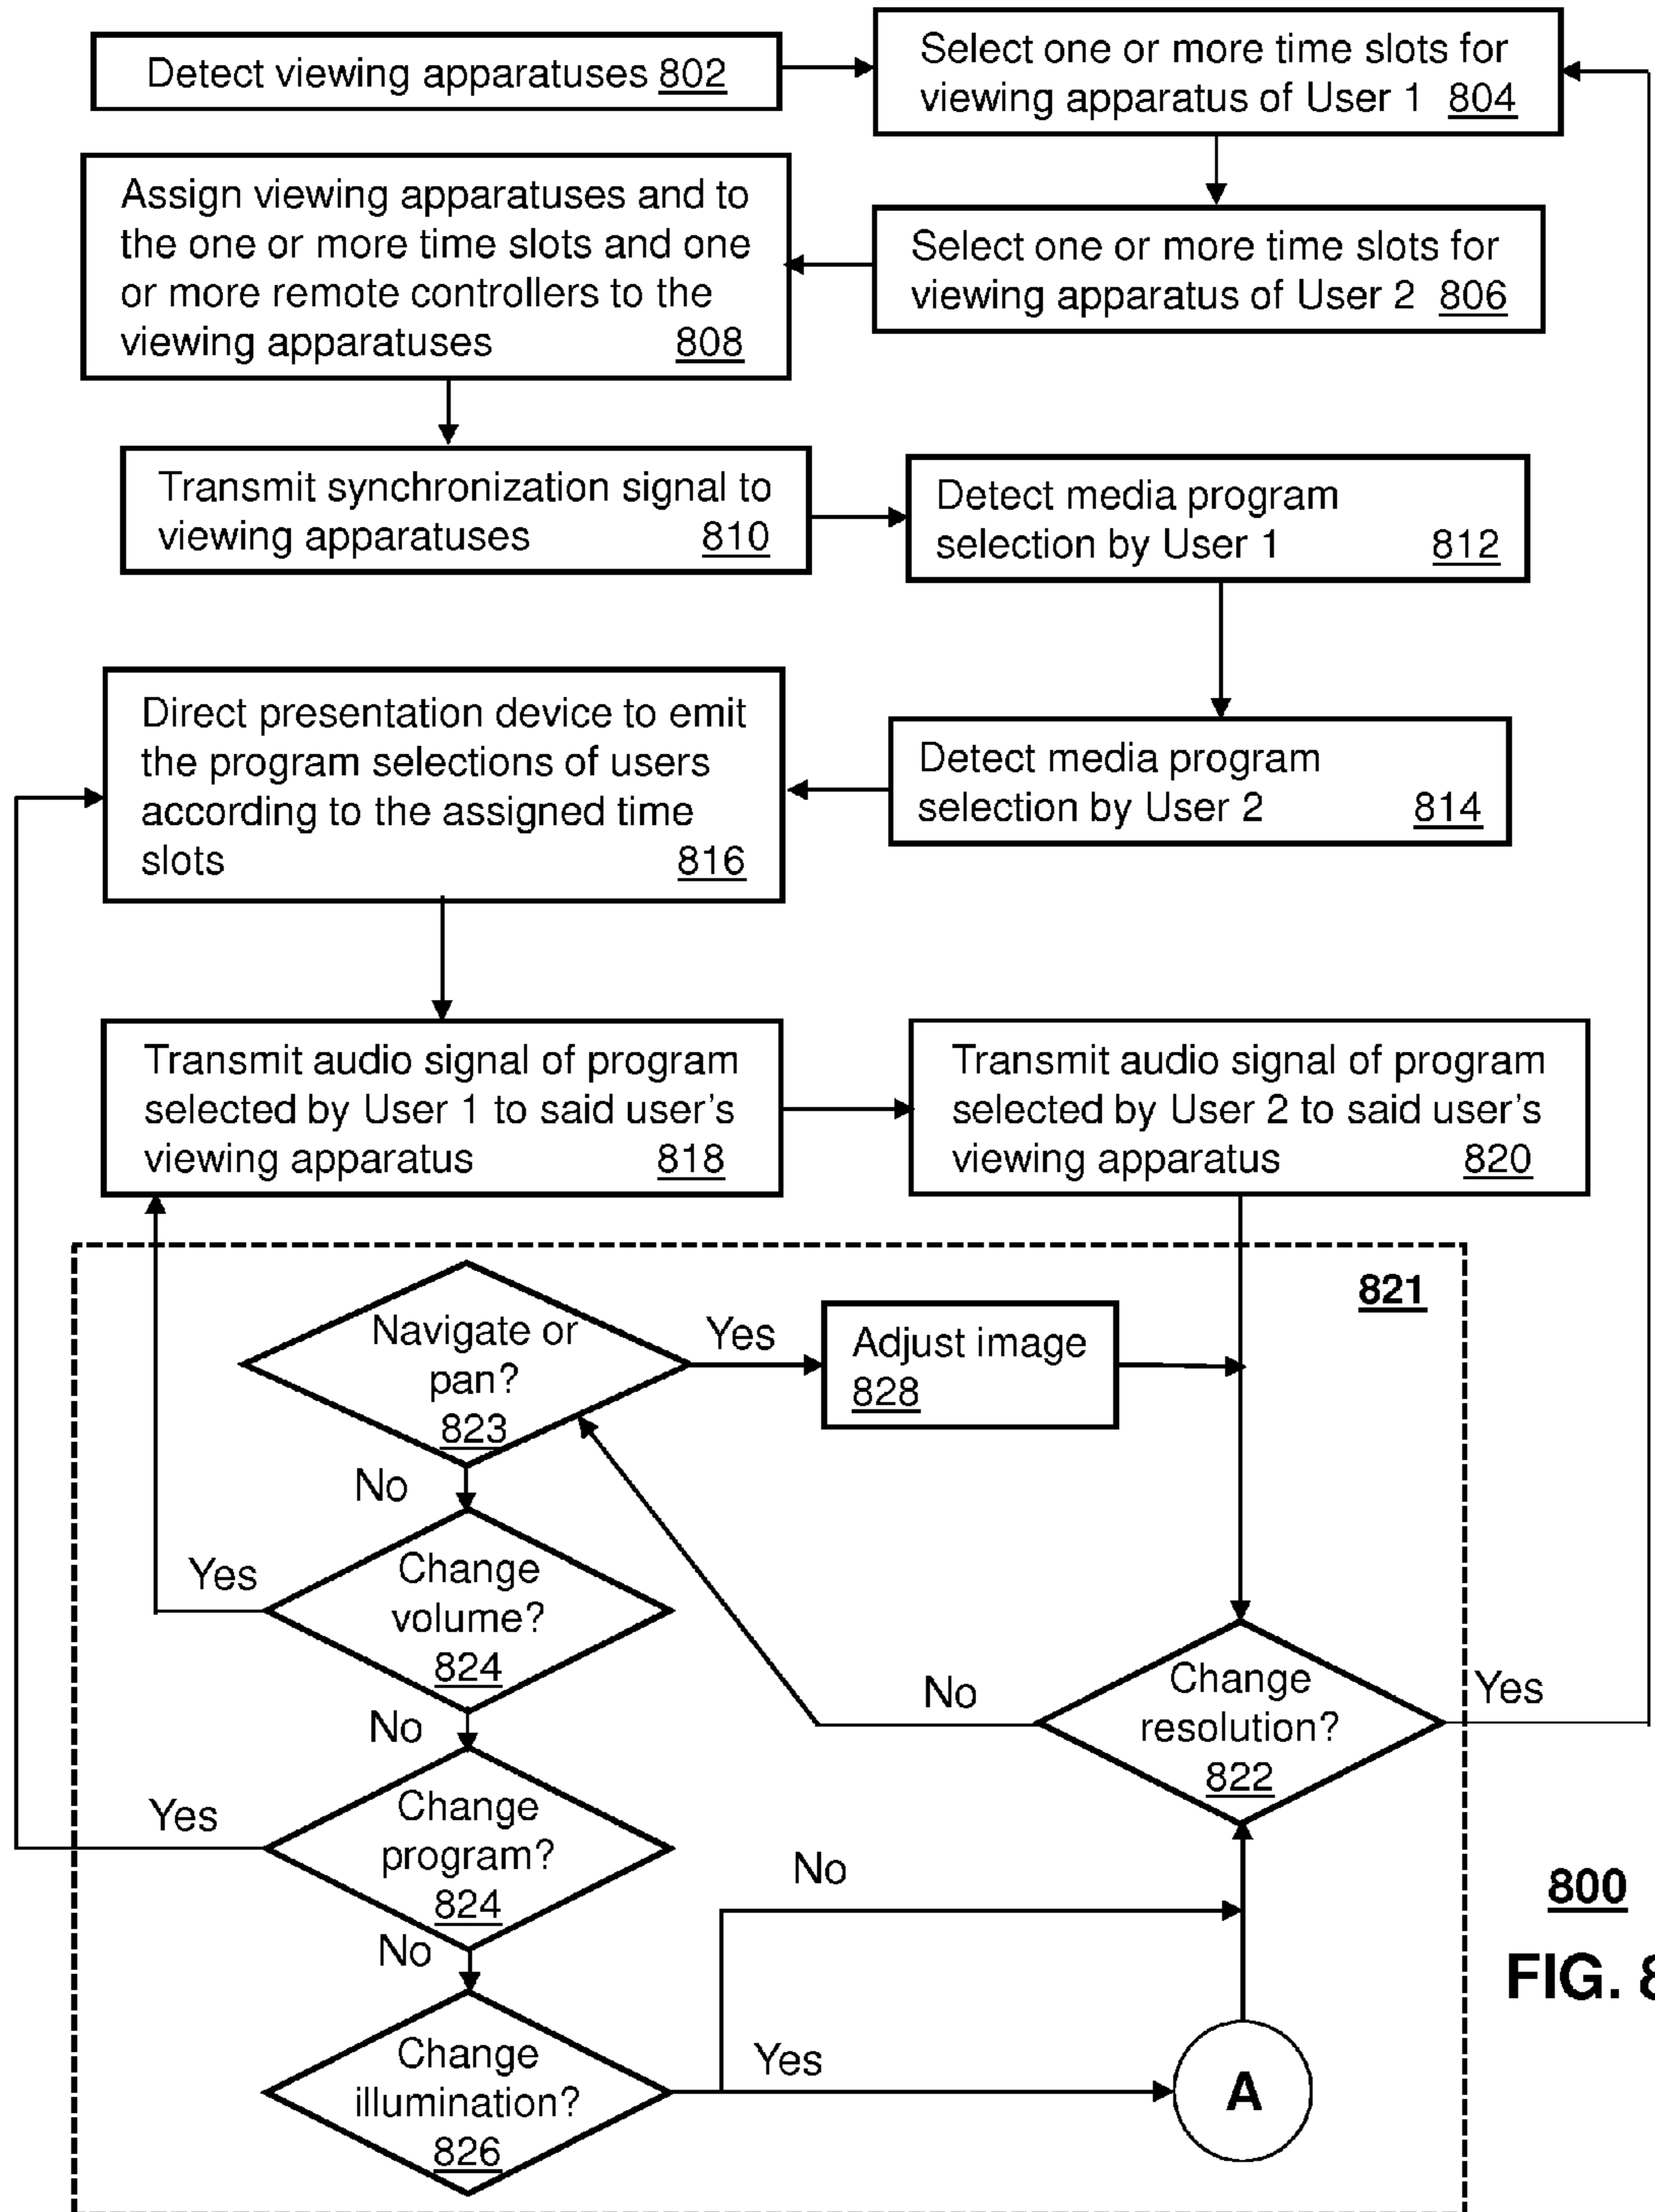 Detect viewing apparatuses 802
Select one or more time slots for
viewing apparatus of User 1 804
Select one or more time slots for
viewing apparatus of User 2 806
Assign viewing apparatuses and to
the one or more time slots and one
or more remote controllers to the
viewing apparatuses 808
Transmit synchronization signal to
viewing apparatuses 810
Detect media program
selection by User 1 812
Detect media program
selection by User 2 814
Direct presentation device to emit
the program selections of users
according to the assigned time
slots 816
Transmit audio signal of program
selected by User 1 to said user's
viewing apparatus 818
Transmit audio signal of program
selected by User 2 to said user's
viewing apparatus 820
821
Navigate or
pan?
823
Yes
Adjust image
828
No
Change
volume?
824
Yes
No
Change
resolution?
822
No
Yes
Change
program?
824
Yes
No
Change
illumination?
826
No
Yes
A
800
FIG. 8